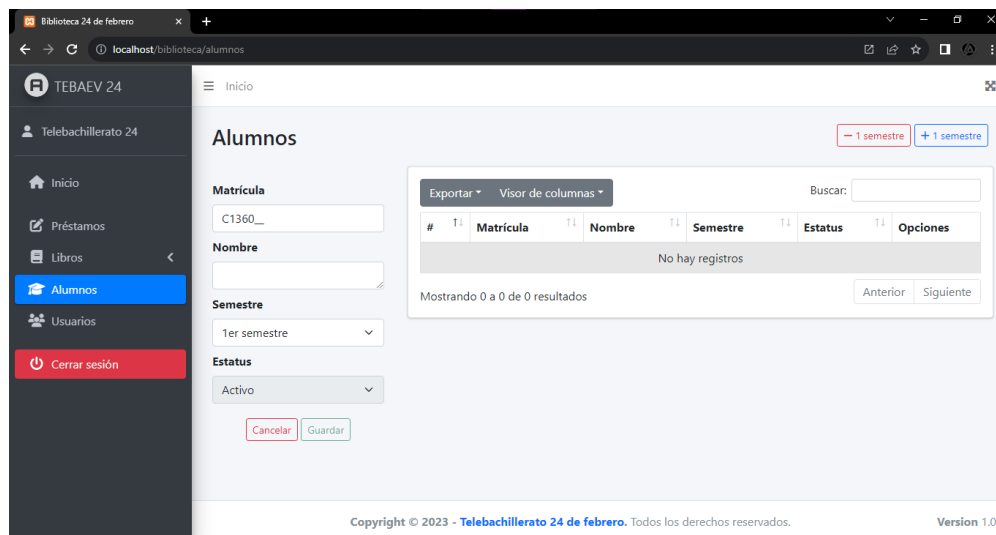 Biblioteca 24 de febrero
localhost/biblioteca/alumnos
TEBAEV 24
Inicio
Telebachillerato 24
Inicio
Préstamos
Libros
Alumnos
Usuarios
Cerrar sesión
Alumnos
1 semestre
+ 1 semestre
Matrícula
C1360__
Nombre
Semestre
1er semestre
Estatus
Activo
Cancelar Guardar
Exportar Visor de columnas Buscar:
# Matrícula Nombre Semestre Estatus Opciones
No hay registros
Mostrando 0 a 0 de 0 resultados
Anterior Siguiente
Copyright © 2023 - Telebachillerato 24 de febrero. Todos los derechos reservados. Version 1.0